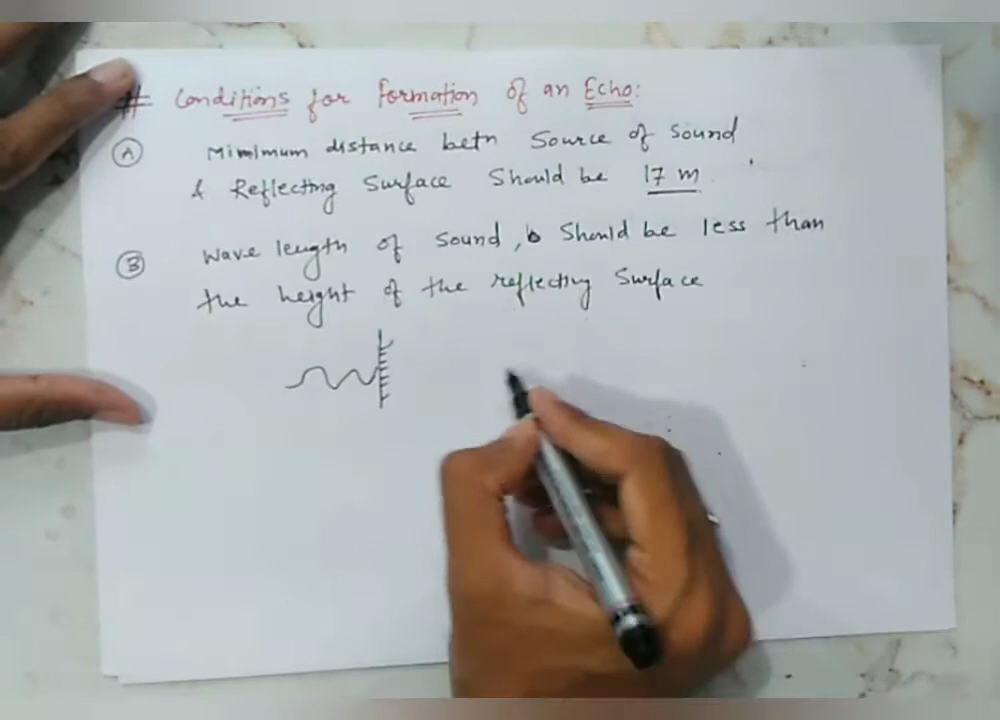 # Conditions for Formation of an Echo:
A Minimum distance betn Source of Sound
& Reflecting Surface Should be 17 m.
B Wave length of Sound, Should be less than
the height of the reflecting Surface